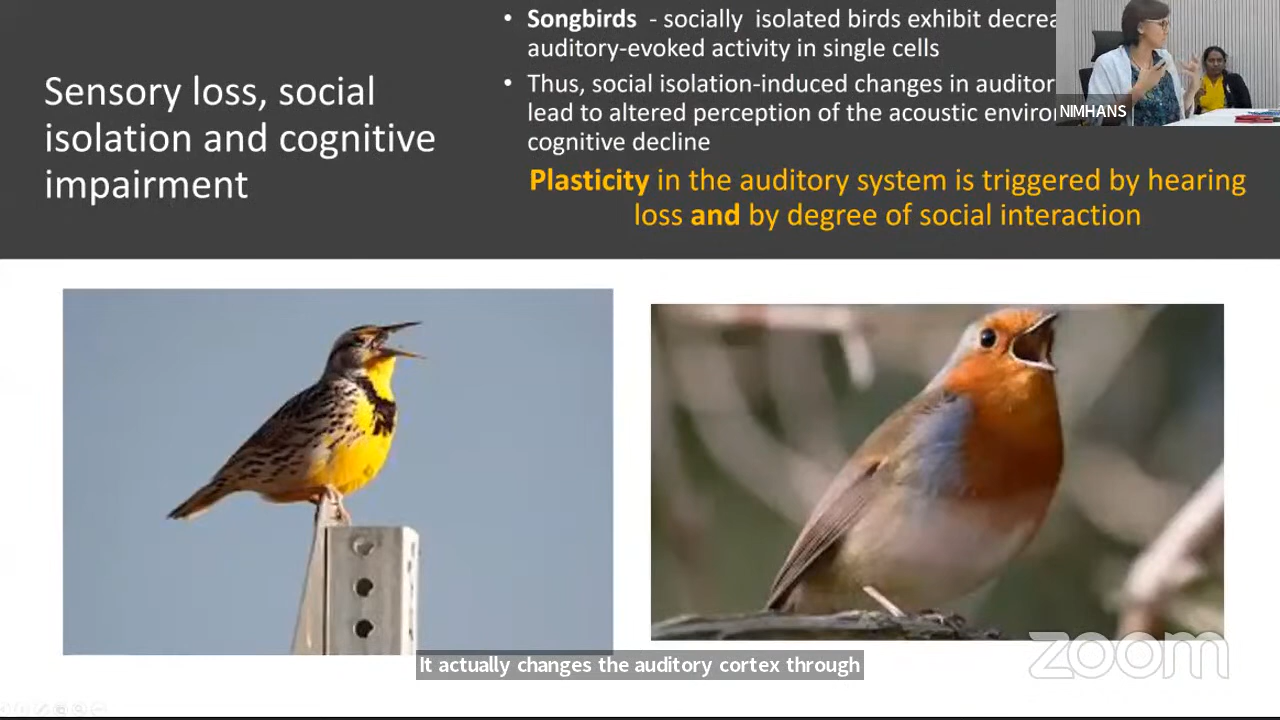 Sensory loss, social
isolation and cognitive
impairment
• Songbirds - socially isolated birds exhibit
auditory-evoked activity in single cells
• Thus, social isolation-induced changes in
lead to altered perception of the acoustic
cognitive decline
Plasticity in the auditory system is triggered by hearing
loss and by degree of social interaction
NIMHANS
It actually changes the auditory cortex through
zoom